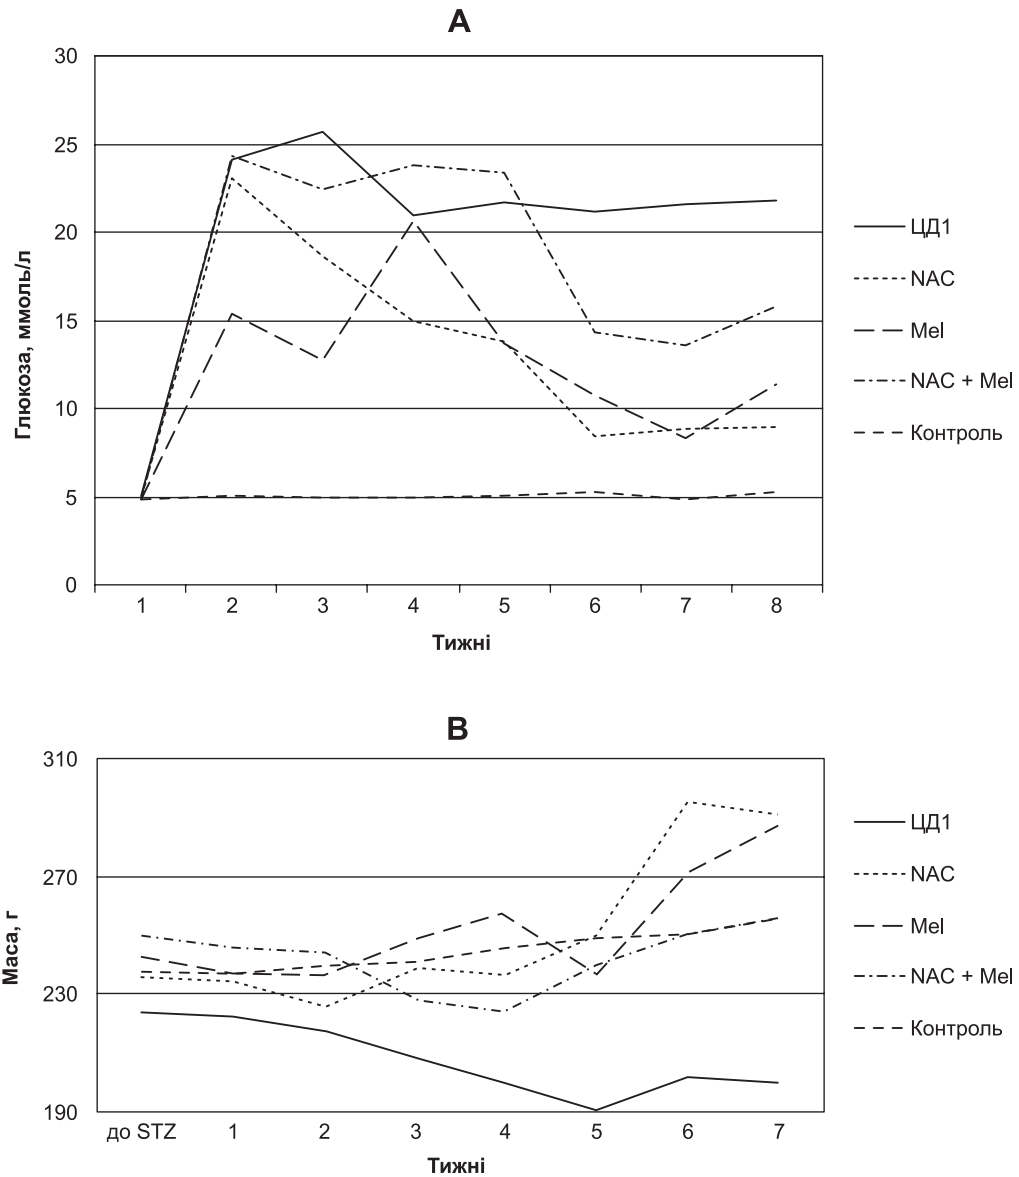 A
30
25
20
15
10
5
0
Глюкоза, ммоль/л
1 2 3 4 5 6 7 8
Тижні
ЦД1
NAC
Mel
NAC + Mel
Контроль
B
310
270
230
190
Маса, г
до STZ 1 2 3 4 5 6 7
Тижні
ЦД1
NAC
Mel
NAC + Mel
Контроль